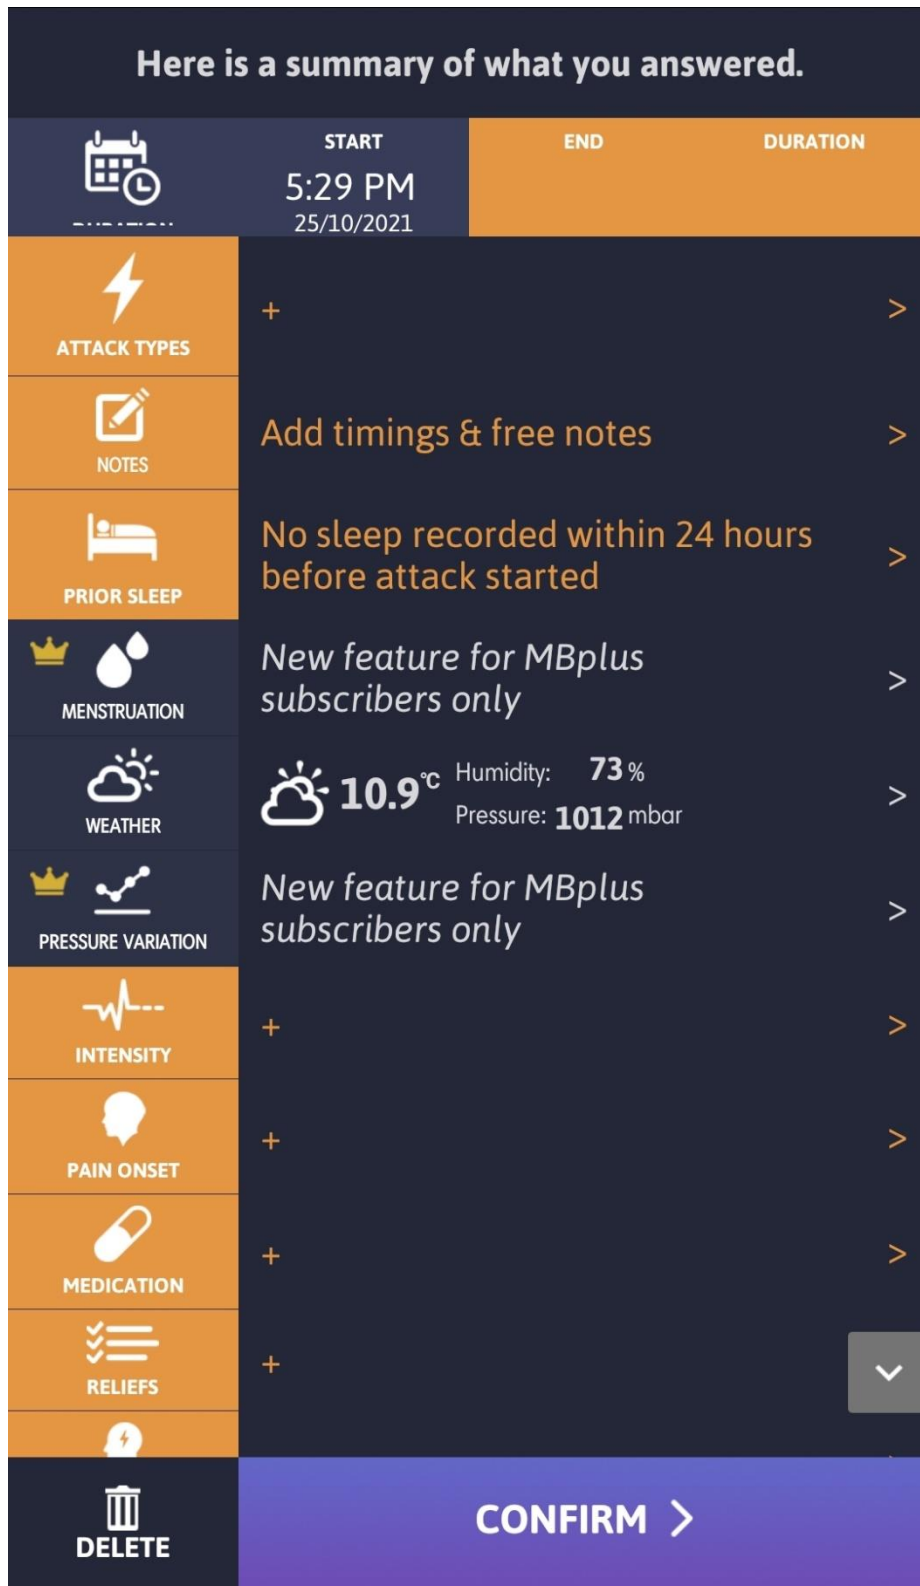 Here is a summary of what you answered.
START
END
DURATION
5:29 PM
25/10/2021
DURATION
ATTACK TYPES
+ >
NOTES
Add timings & free notes >
PRIOR SLEEP
No sleep recorded within 24 hours
before attack started >
MENSTRUATION
New feature for MBplus
subscribers only >
WEATHER
10.9°C
Humidity: 73 %
Pressure: 1012 mbar >
PRESSURE VARIATION
New feature for MBplus
subscribers only >
INTENSITY
+ >
PAIN ONSET
+ >
MEDICATION
+ >
RELIEFS
+
DELETE
CONFIRM >